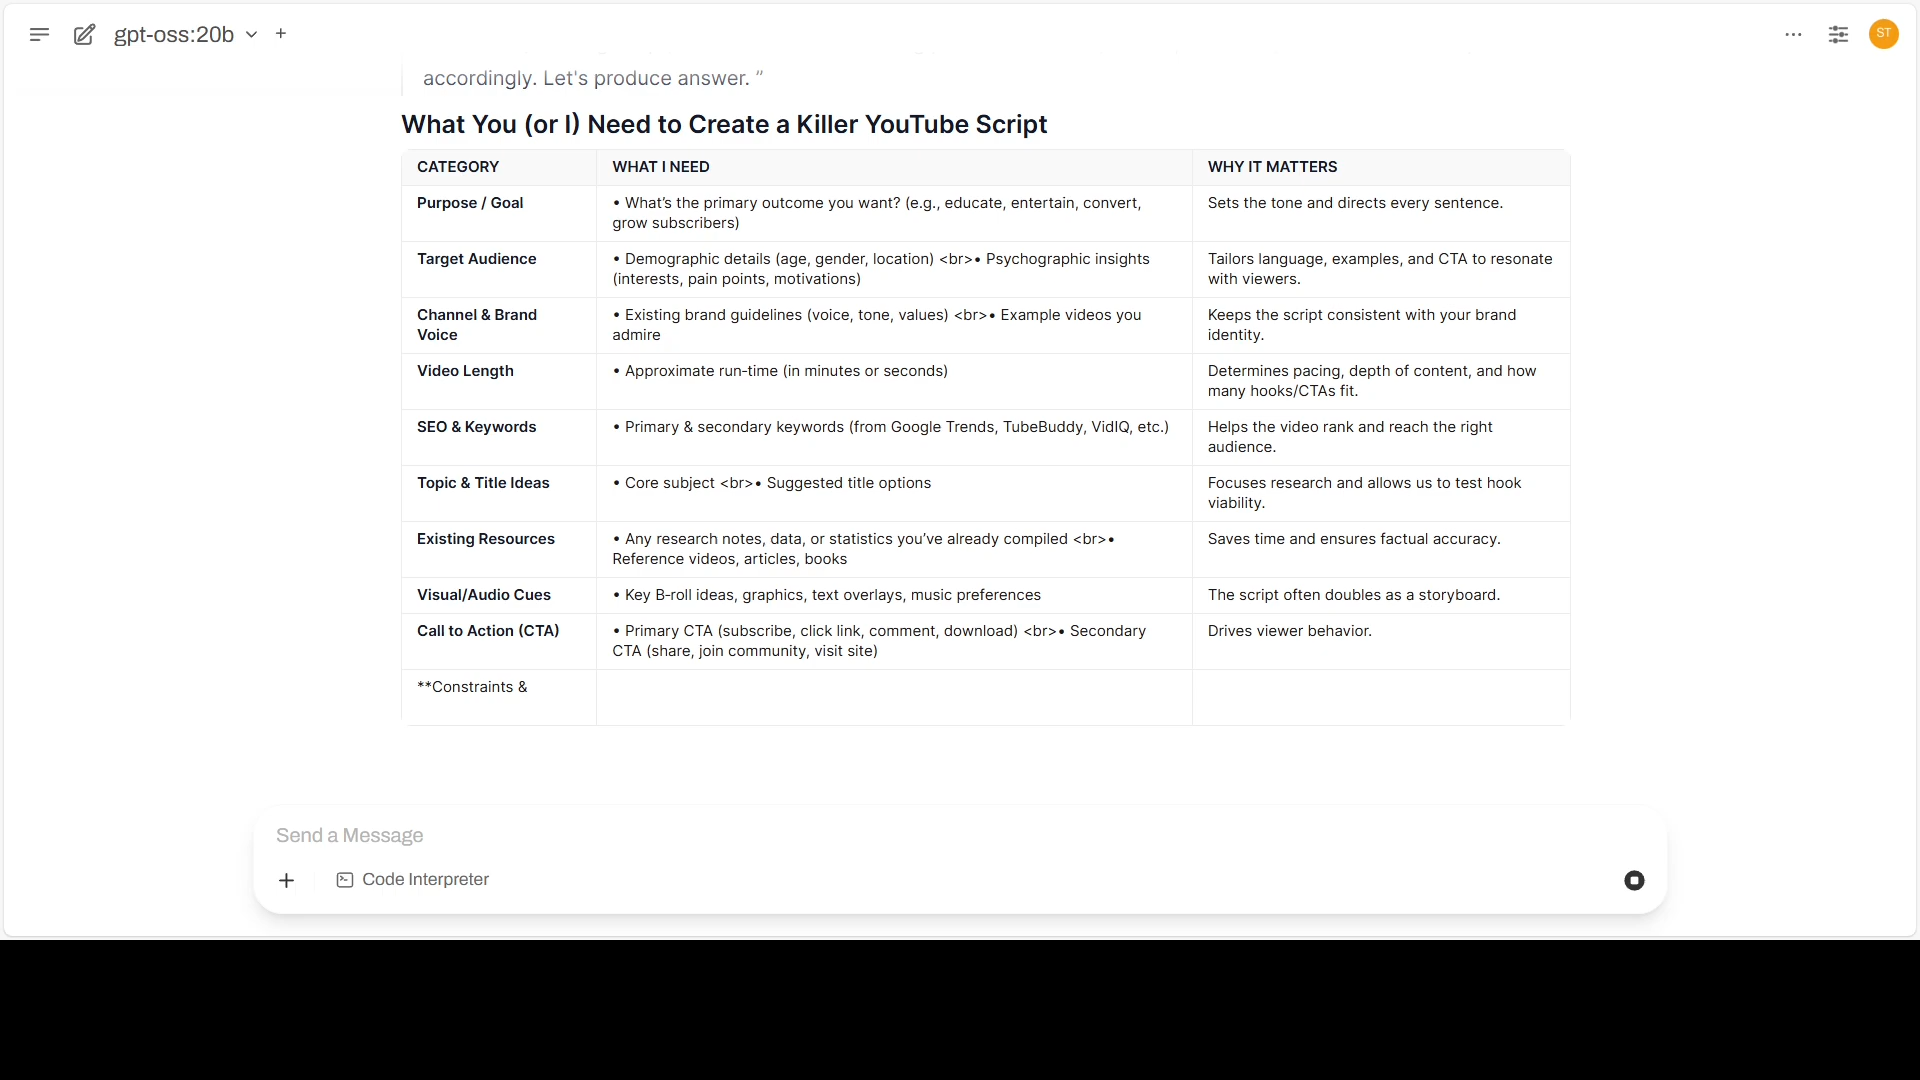 gpt-oss:20b
ST
accordingly. Let's produce answer. ”
What You (or I) Need to Create a Killer YouTube Script
CATEGORY WHAT I NEED WHY IT MATTERS
Purpose / Goal • What’s the primary outcome you want? (e.g., educate, entertain, convert, Sets the tone and directs every sentence.
grow subscribers)
Target Audience • Demographic details (age, gender, location) <br>• Psychographic insights Tailors language, examples, and CTA to resonate
(interests, pain points, motivations) with viewers.
Channel & Brand • Existing brand guidelines (voice, tone, values) <br>• Example videos you Keeps the script consistent with your brand
Voice admire identity.
Video Length • Approximate run‑time (in minutes or seconds) Determines pacing, depth of content, and how
many hooks/CTAs fit.
SEO & Keywords • Primary & secondary keywords (from Google Trends, TubeBuddy, VidIQ, etc.) Helps the video rank and reach the right
audience.
Topic & Title Ideas • Core subject <br>• Suggested title options Focuses research and allows us to test hook
viability.
Existing Resources • Any research notes, data, or statistics you’ve already compiled <br>• Saves time and ensures factual accuracy.
Reference videos, articles, books
Visual/Audio Cues • Key B‑roll ideas, graphics, text overlays, music preferences The script often doubles as a storyboard.
Call to Action (CTA) • Primary CTA (subscribe, click link, comment, download) <br>• Secondary Drives viewer behavior.
CTA (share, join community, visit site)
**Constraints &
Send a Message
Code Interpreter